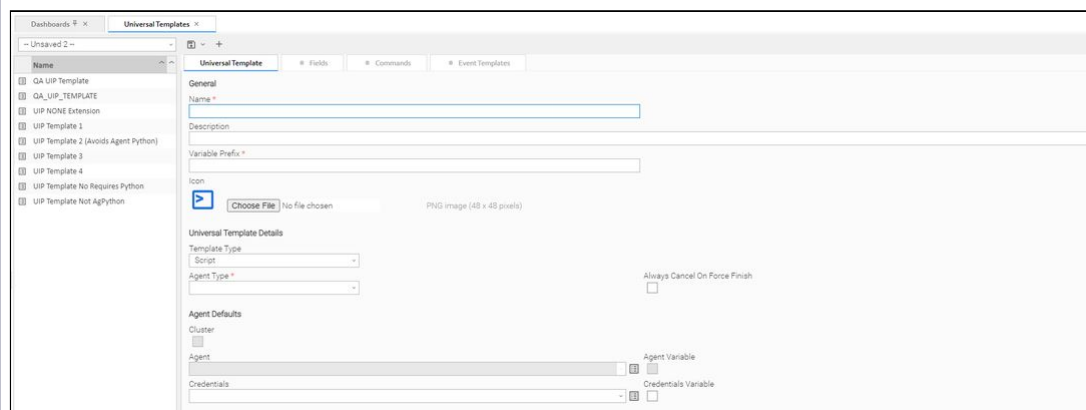 Dashboards
Universal Templates
-- Unsaved 2 --
Name
QA UIP Template
QA_UIP_TEMPLATE
UIP NONE Extension
UIP Template 1
UIP Template 2 (Avoids Agent Python)
UIP Template 3
UIP Template 4
UIP Template No Requires Python
UIP Template Not AgPython
Universal Template
Fields
Commands
Event Templates
General
Name *
Description
Variable Prefix *
Icon
Choose File No file chosen PNG image (48 x 48 pixels)
Universal Template Details
Template Type
Script
Agent Type * Always Cancel On Force Finish
Agent Defaults
Cluster
Agent Agent Variable
Credentials Credentials Variable